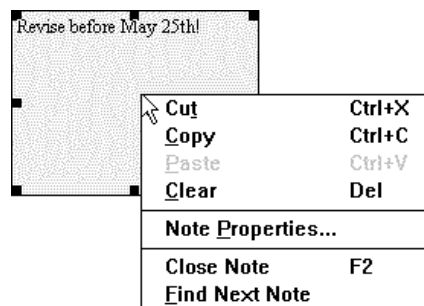 Revise before May 25th!
Cut Ctrl+X
Copy Ctrl+C
Paste Ctrl+V
Clear Del
Note Properties...
Close Note F2
Find Next Note